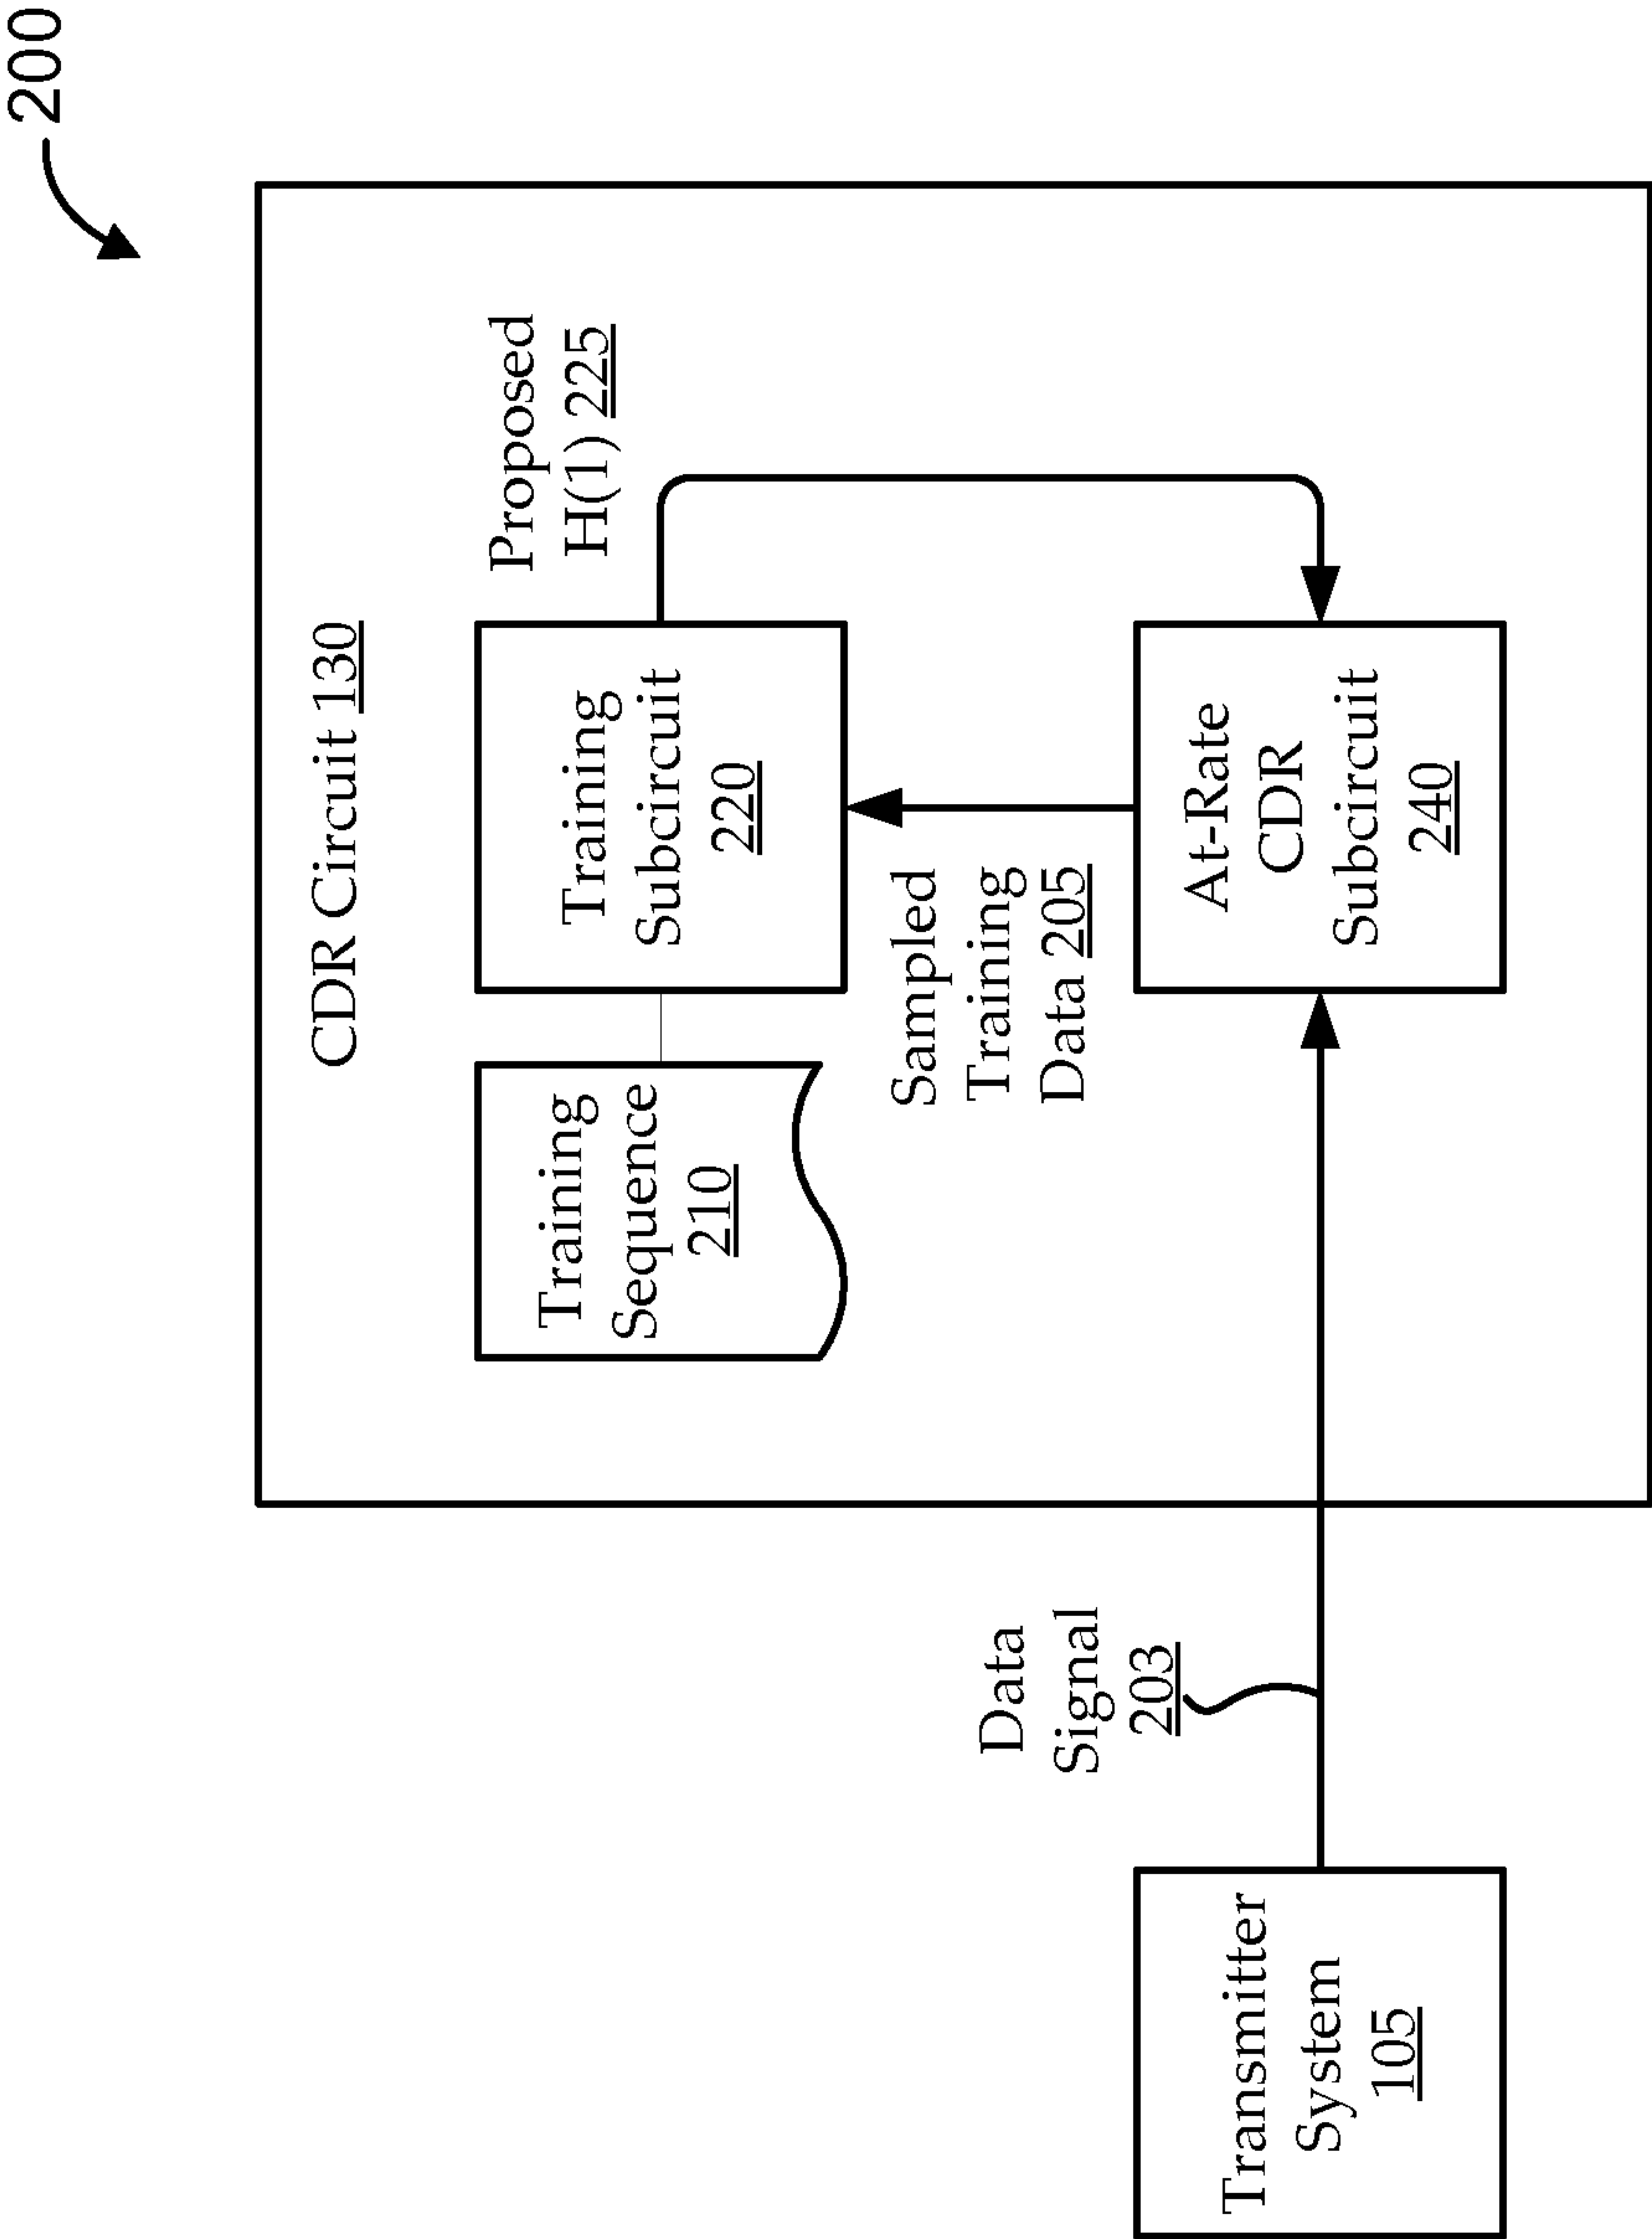 200
CDR Circuit 130
Training
Sequence
210
Training
Subcircuit
220
Proposed
H(1) 225
Sampled
Training
Data 205
Data
Signal
203
Transmitter
System
105
At-Rate
CDR
Subcircuit
240